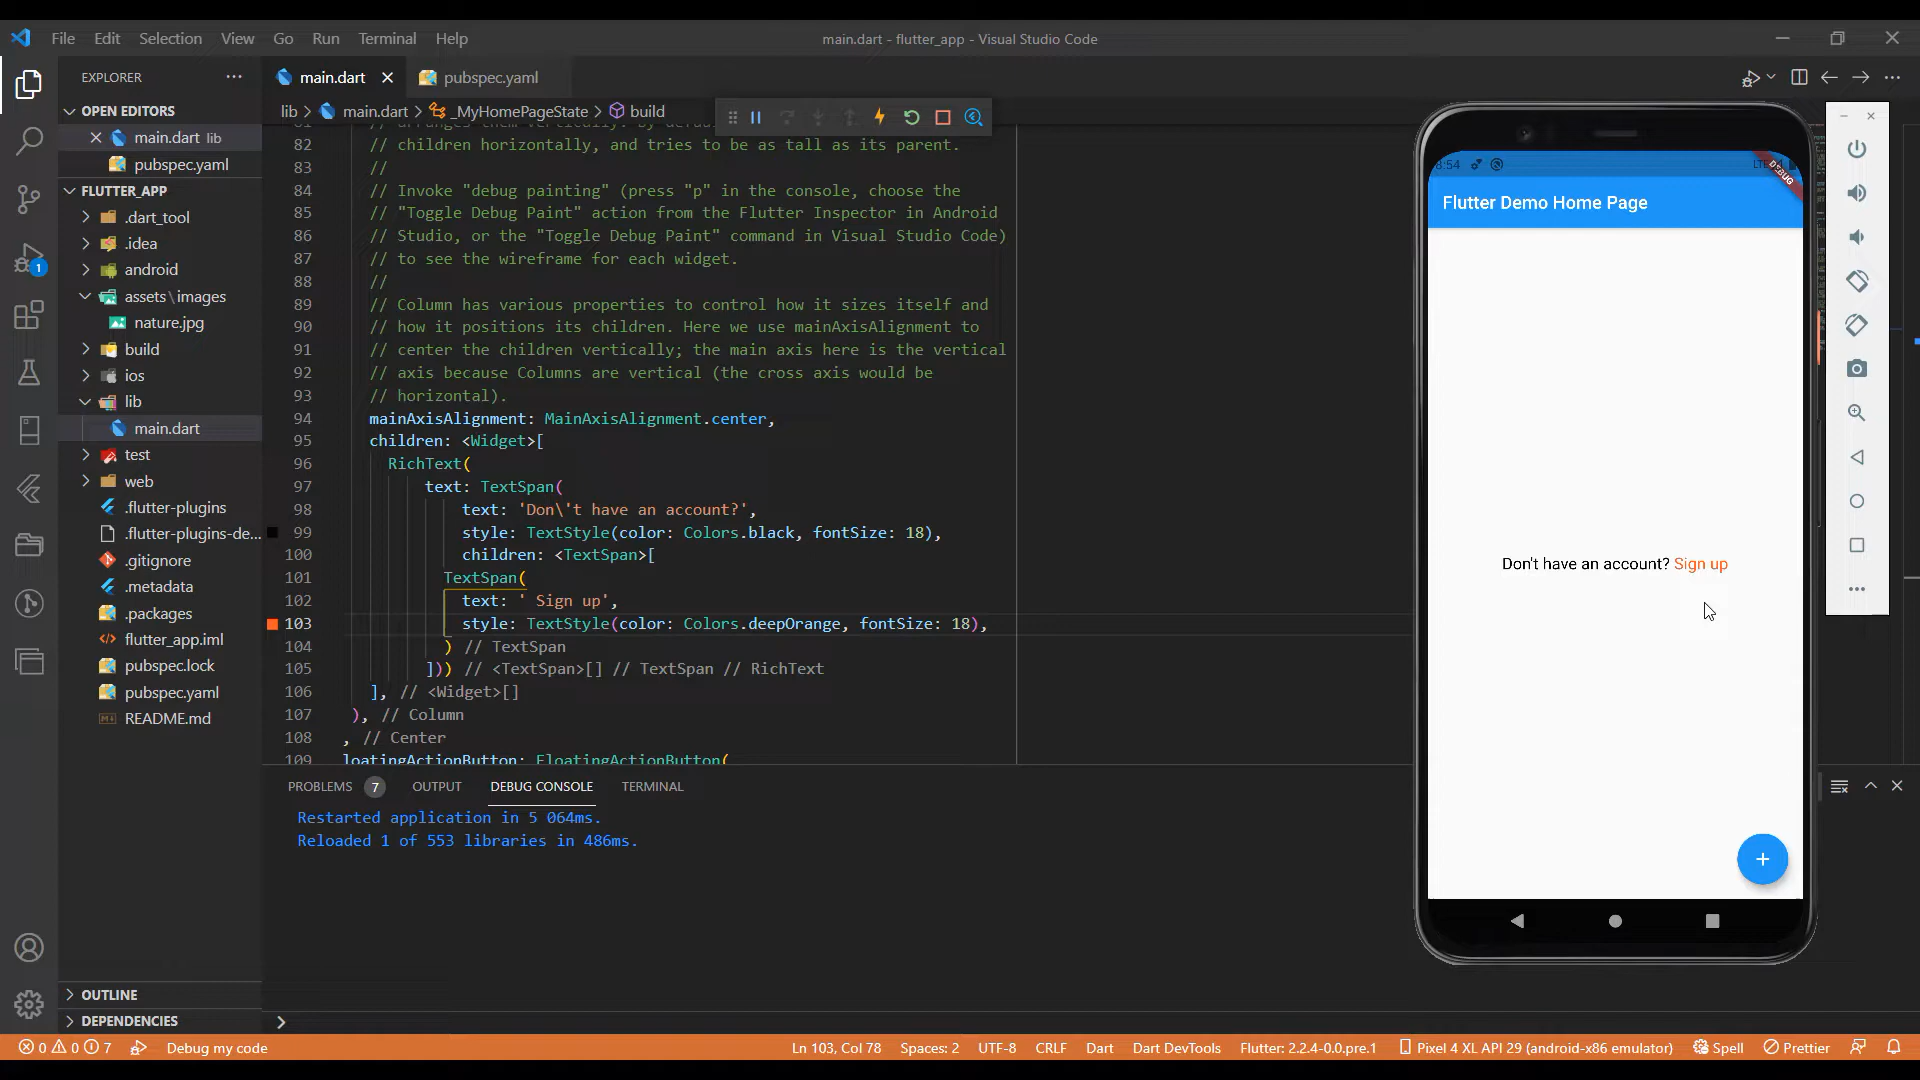 File Edit Selection View Go Run Terminal Help
main.dart - flutter_app - Visual Studio Code
EXPLORER
main.dart
pubspec.yaml
OPEN EDITORS
main.dart lib
pubspec.yaml
FLUTTER_APP
.dart_tool
.idea
android
assets\images
nature.jpg
build
ios
lib
main.dart
test
web
.flutter-plugins
.flutter-plugins-de...
.gitignore
.metadata
.packages
flutter_app.iml
pubspec.lock
pubspec.yaml
README.md
OUTLINE
DEPENDENCIES
1
lib main.dart _MyHomePageState build
82 // children horizontally, and tries to be as tall as its parent.
83 //
84 // Invoke "debug painting" (press "p" in the console, choose the
85 // "Toggle Debug Paint" action from the Flutter Inspector in Android
86 // Studio, or the "Toggle Debug Paint" command in Visual Studio Code)
87 // to see the wireframe for each widget.
88 //
89 // Column has various properties to control how it sizes itself and
90 // how it positions its children. Here we use mainAxisAlignment to
91 // center the children vertically; the main axis here is the vertical
92 // axis because Columns are vertical (the cross axis would be
93 // horizontal).
94 mainAxisAlignment: MainAxisAlignment.center,
95 children: <Widget>[
96 RichText(
97 text: TextSpan(
98 text: 'Don\'t have an account?',
99 style: TextStyle(color: Colors.black, fontSize: 18),
100 children: <TextSpan>[
101 TextSpan(
102 text: ' Sign up',
103 style: TextStyle(color: Colors.deepOrange, fontSize: 18),
104 ) // TextSpan
105 ])) // <TextSpan>[] // TextSpan // RichText
106 ], // <Widget>[]
107 ), // Column
108 , // Center
109 loatingActionButton: FloatingActionButton(
PROBLEMS 7 OUTPUT DEBUG CONSOLE TERMINAL
Restarted application in 5 064ms.
Reloaded 1 of 553 libraries in 486ms.
8:54
DEBUG
Flutter Demo Home Page
Don't have an account? Sign up
+
0 0 7 Debug my code Ln 103, Col 78 Spaces: 2 UTF-8 CRLF Dart Dart DevTools Flutter: 2.2.4-0.0.pre.1 Pixel 4 XL API 29 (android-x86 emulator) Spell Prettier